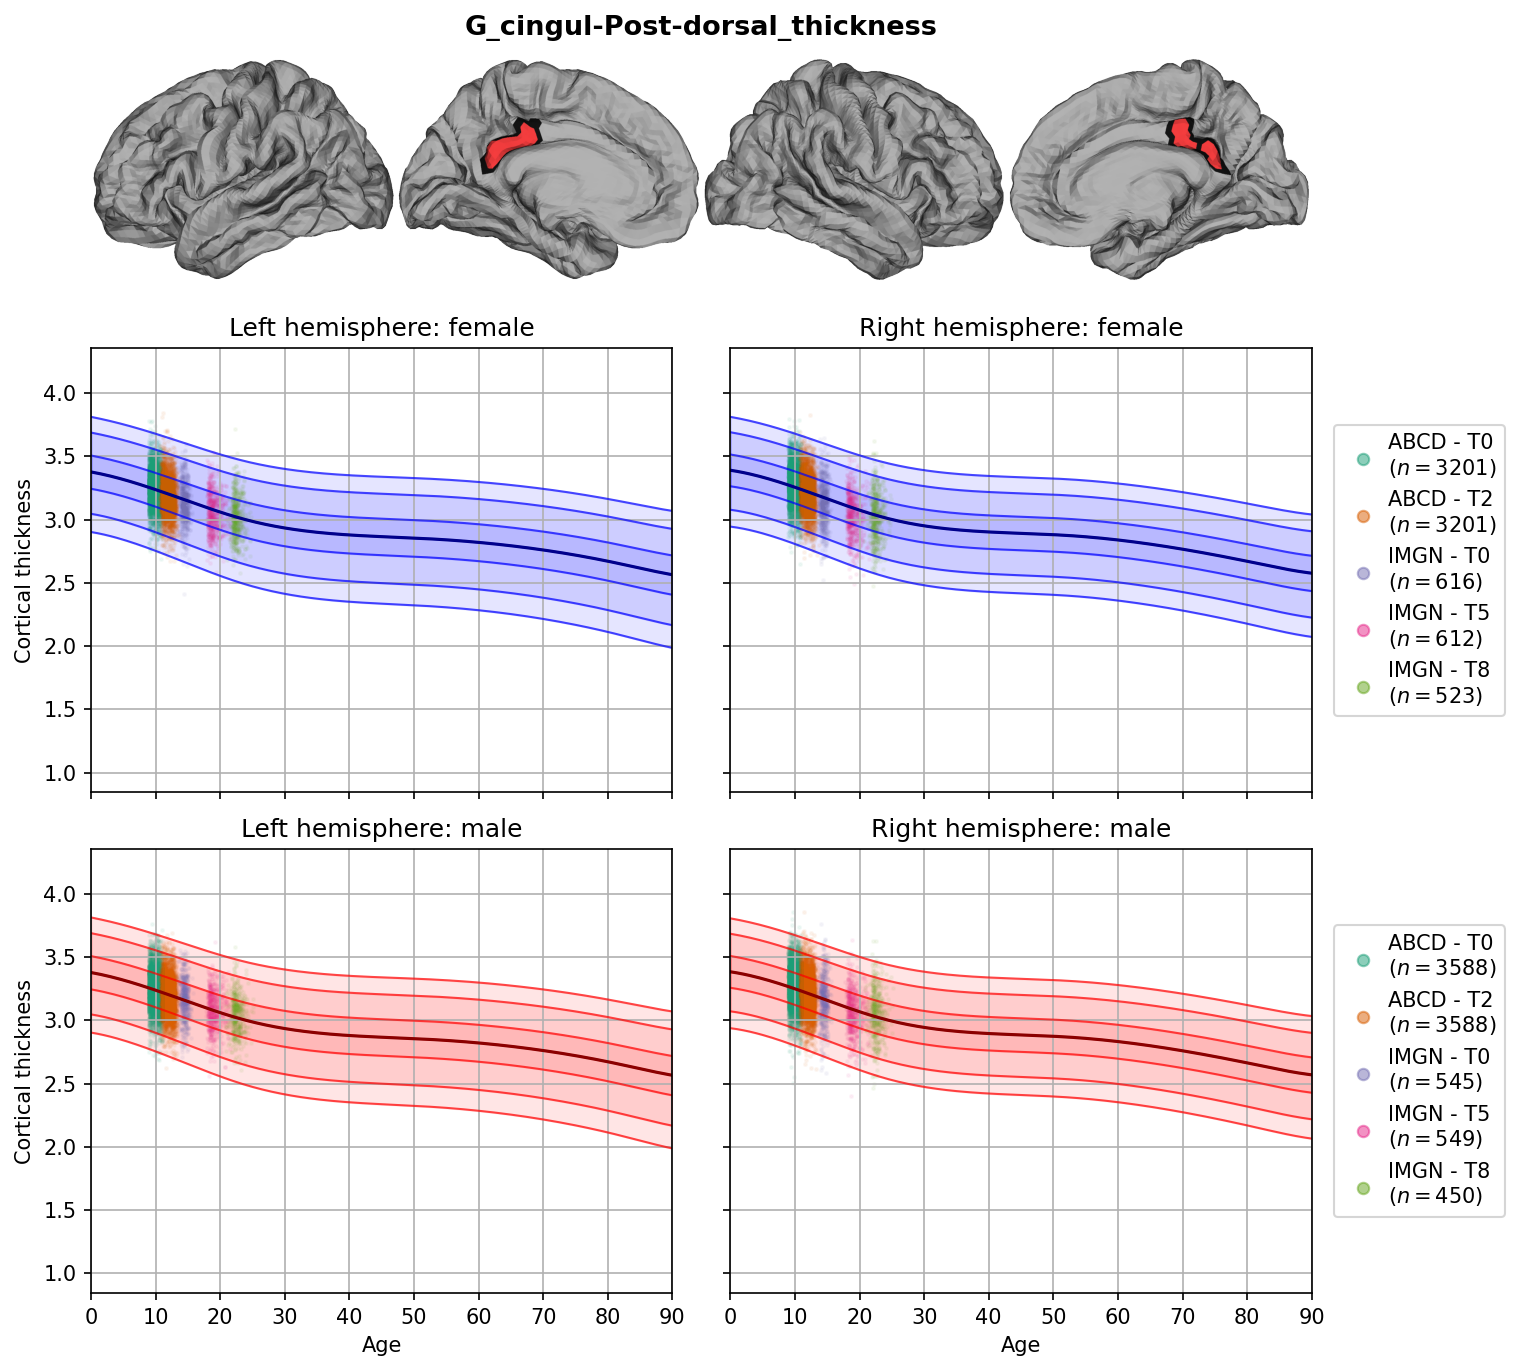 G_cingul-Post-dorsal_thickness
Left hemisphere: female
Right hemisphere: female
Cortical thickness
4.0
3.5
3.0
2.5
2.0
1.5
1.0
ABCD - T0
(n = 3201)
ABCD - T2
(n = 3201)
IMGN - T0
(n = 616)
IMGN - T5
(n = 612)
IMGN - T8
(n = 523)
Left hemisphere: male
Right hemisphere: male
Cortical thickness
4.0
3.5
3.0
2.5
2.0
1.5
1.0
ABCD - T0
(n = 3588)
ABCD - T2
(n = 3588)
IMGN - T0
(n = 545)
IMGN - T5
(n = 549)
IMGN - T8
(n = 450)
0 10 20 30 40 50 60 70 80 90
0 10 20 30 40 50 60 70 80 90
Age
Age